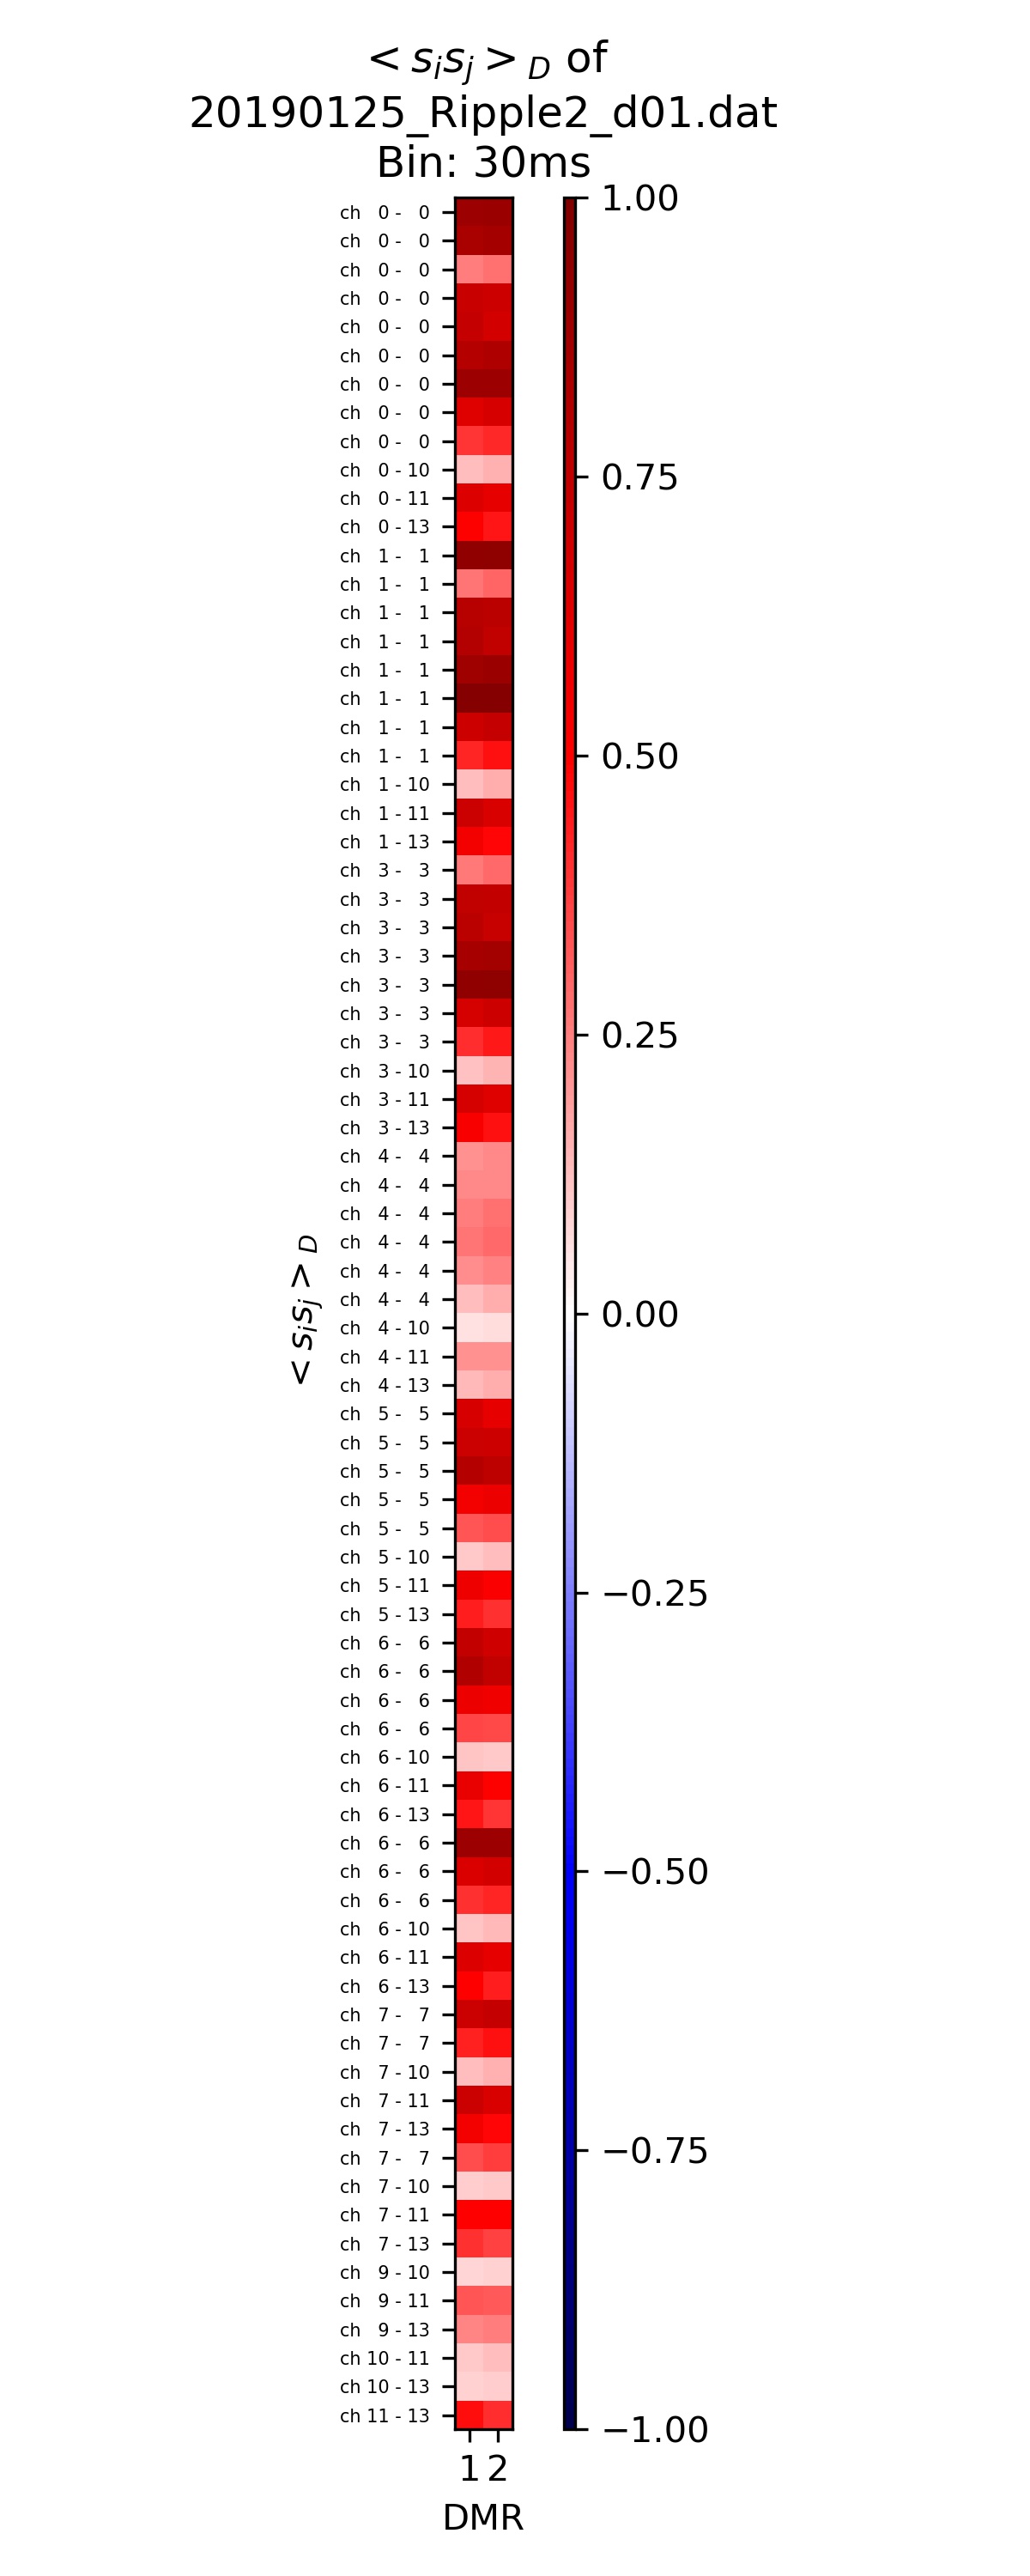 < s_i s_j >_D of
20190125_Ripple2_d01.dat
Bin: 30ms
< s_i s_j >_D
ch 0 - 0
ch 0 - 0
ch 0 - 0
ch 0 - 0
ch 0 - 0
ch 0 - 0
ch 0 - 0
ch 0 - 0
ch 0 - 0
ch 0 - 10
ch 0 - 11
ch 0 - 13
ch 1 - 1
ch 1 - 1
ch 1 - 1
ch 1 - 1
ch 1 - 1
ch 1 - 1
ch 1 - 1
ch 1 - 1
ch 1 - 10
ch 1 - 11
ch 1 - 13
ch 3 - 3
ch 3 - 3
ch 3 - 3
ch 3 - 3
ch 3 - 3
ch 3 - 3
ch 3 - 3
ch 3 - 10
ch 3 - 11
ch 3 - 13
ch 4 - 4
ch 4 - 4
ch 4 - 4
ch 4 - 4
ch 4 - 4
ch 4 - 4
ch 4 - 10
ch 4 - 11
ch 4 - 13
ch 5 - 5
ch 5 - 5
ch 5 - 5
ch 5 - 5
ch 5 - 5
ch 5 - 10
ch 5 - 11
ch 5 - 13
ch 6 - 6
ch 6 - 6
ch 6 - 6
ch 6 - 6
ch 6 - 10
ch 6 - 11
ch 6 - 13
ch 6 - 6
ch 6 - 6
ch 6 - 6
ch 6 - 10
ch 6 - 11
ch 6 - 13
ch 7 - 7
ch 7 - 7
ch 7 - 10
ch 7 - 11
ch 7 - 13
ch 7 - 7
ch 7 - 10
ch 7 - 11
ch 7 - 13
ch 9 - 10
ch 9 - 11
ch 9 - 13
ch 10 - 11
ch 10 - 13
ch 11 - 13
1 2
DMR
1.00
0.75
0.50
0.25
0.00
−0.25
−0.50
−0.75
−1.00